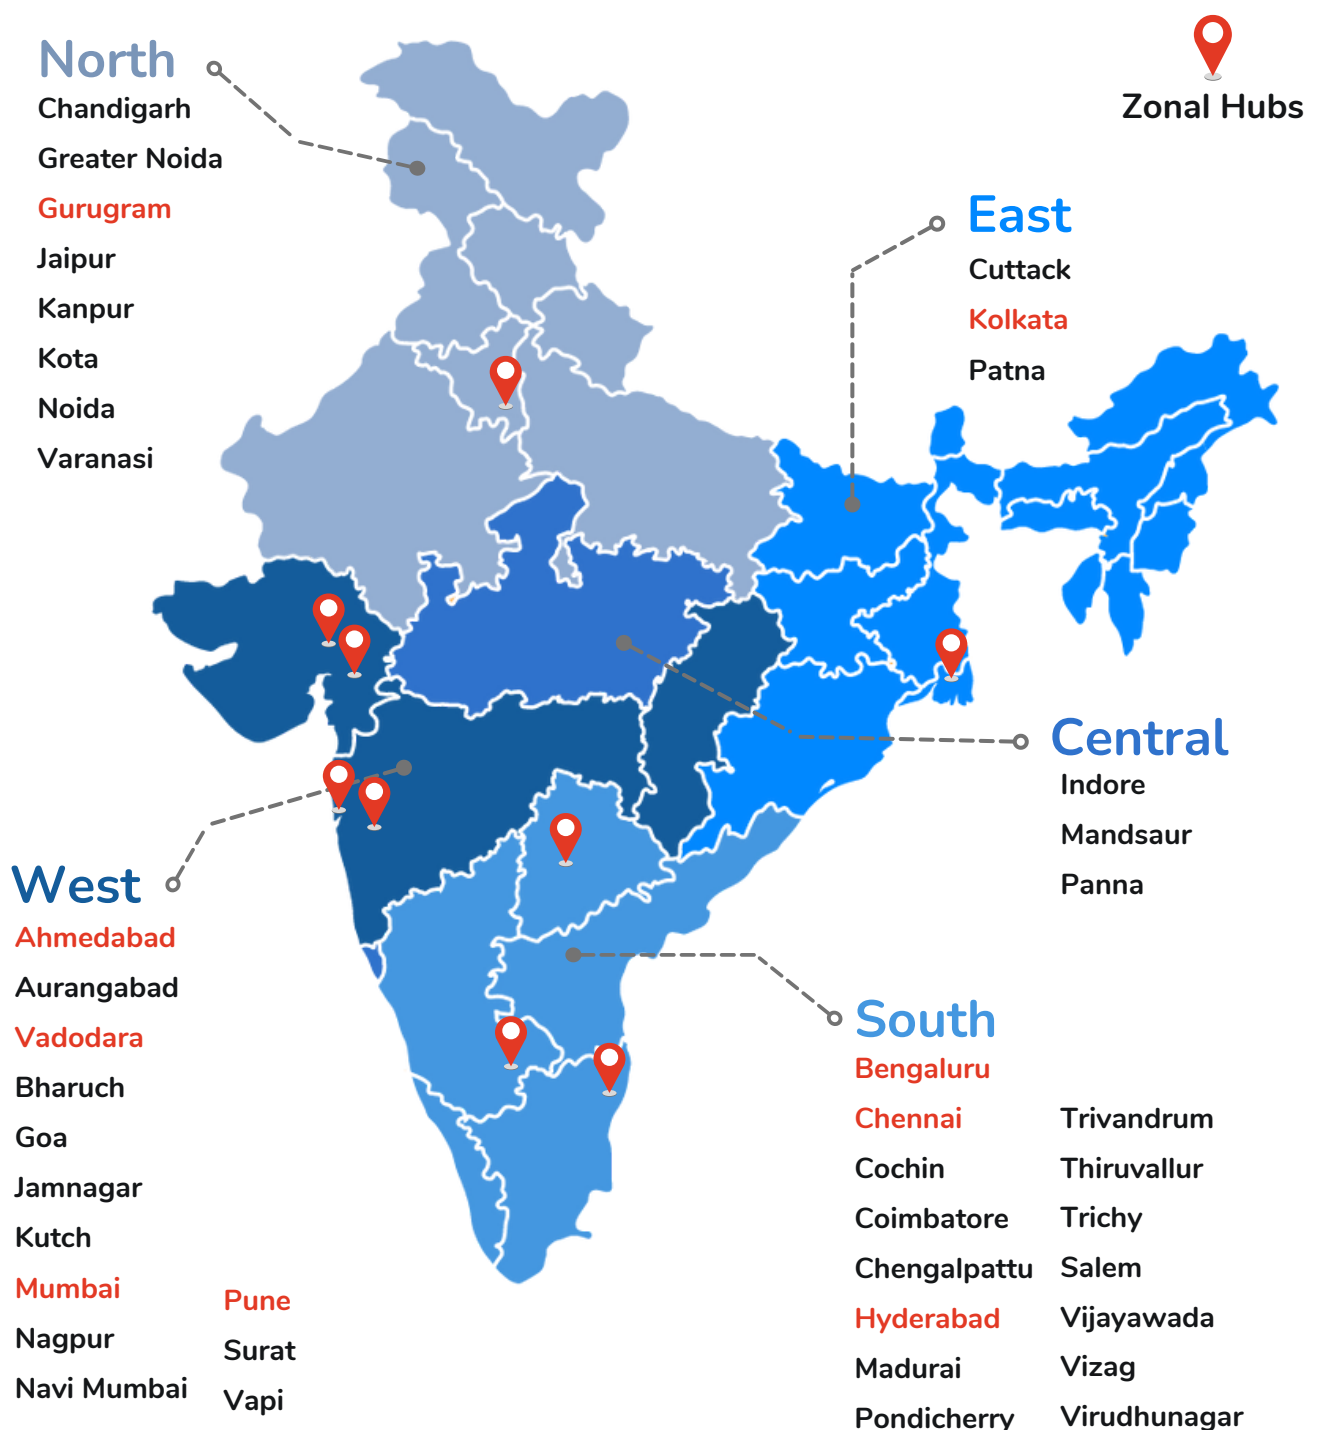 Zonal Hubs
North
Chandigarh
Greater Noida
Gurugram
Jaipur
Kanpur
Kota
Noida
Varanasi
East
Cuttack
Kolkata
Patna
Central
Indore
Mandsaur
Panna
West
Ahmedabad
Aurangabad
Vadodara
Bharuch
Goa
Jamnagar
Kutch
Mumbai
Nagpur
Navi Mumbai
Pune
Surat
Vapi
South
Bengaluru
Chennai
Cochin
Coimbatore
Chengalpattu
Hyderabad
Madurai
Pondicherry
Trivandrum
Thiruvallur
Trichy
Salem
Vijayawada
Vizag
Virudhunagar